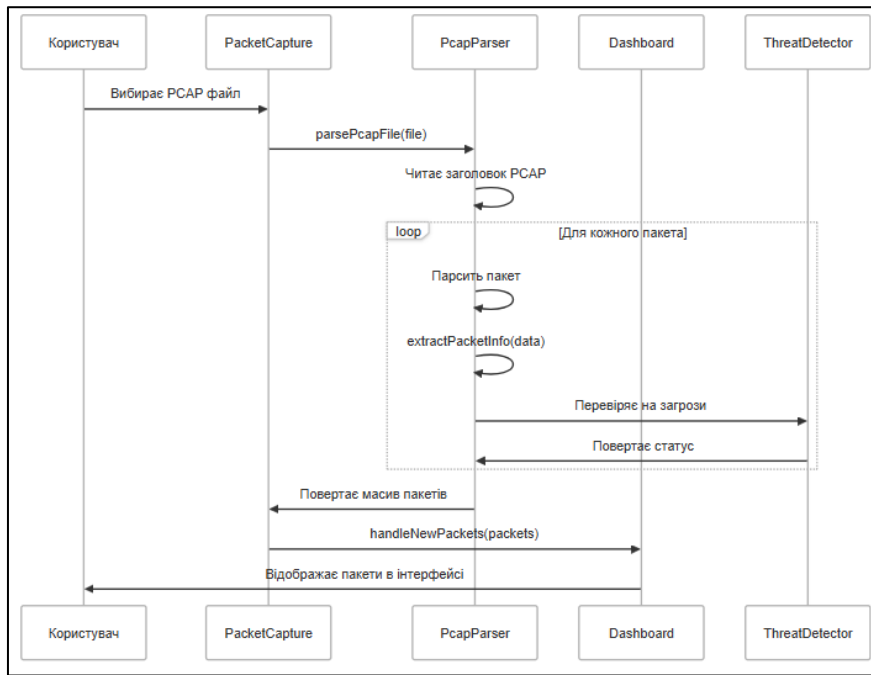 Користувач
PacketCapture
PcapParser
Dashboard
ThreatDetector
Вибирає PCAP файл
parsePcapFile(file)
Читає заголовок PCAP
loop
[Для кожного пакета]
Парсить пакет
extractPacketInfo(data)
Перевіряє на загрози
Повертає статус
Повертає масив пакетів
handleNewPackets(packets)
Відображає пакети в інтерфейсі
Користувач
PacketCapture
PcapParser
Dashboard
ThreatDetector